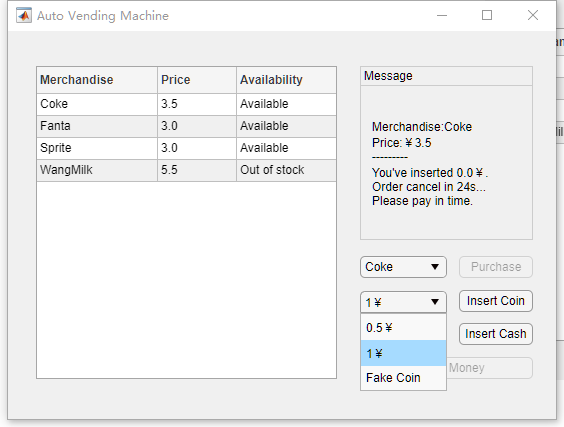 Auto Vending Machine
Merchandise Price Availability
Coke 3.5 Available
Fanta 3.0 Available
Sprite 3.0 Available
WangMilk 5.5 Out of stock
Message
Merchandise:Coke
Price: ¥ 3.5
---------
You've inserted 0.0 ¥ .
Order cancel in 24s...
Please pay in time.
Coke Purchase
1 ¥ Insert Coin
0.5 ¥
Insert Cash
1 ¥
Money
Fake Coin